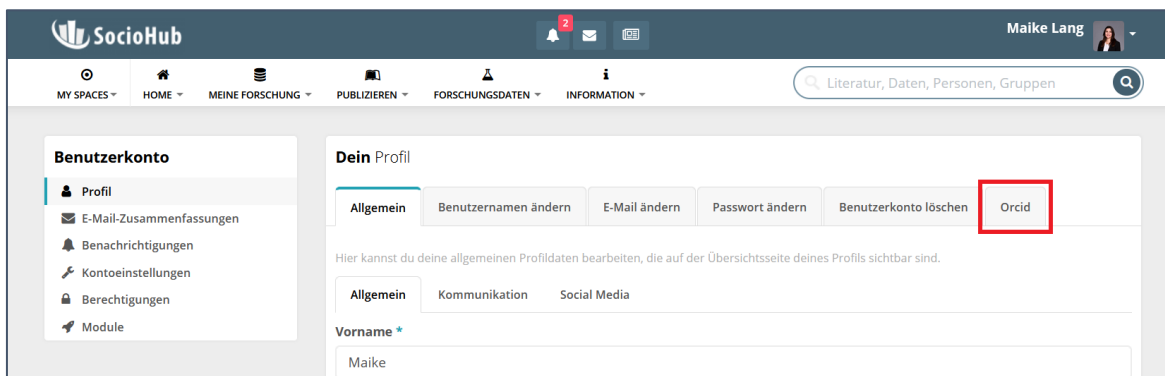 SocioHub
2
Maike Lang
MY SPACES
HOME
MEINE FORSCHUNG
PUBLIZIEREN
FORSCHUNGSDATEN
INFORMATION
Literatur, Daten, Personen, Gruppen
Benutzerkonto
Profil
E-Mail-Zusammenfassungen
Benachrichtigungen
Kontoeinstellungen
Berechtigungen
Module
Dein Profil
Allgemein
Benutzernamen ändern
E-Mail ändern
Passwort ändern
Benutzerkonto löschen
Orcid
Hier kannst du deine allgemeinen Profildaten bearbeiten, die auf der Übersichtsseite deines Profils sichtbar sind.
Allgemein
Kommunikation
Social Media
Vorname *
Maike